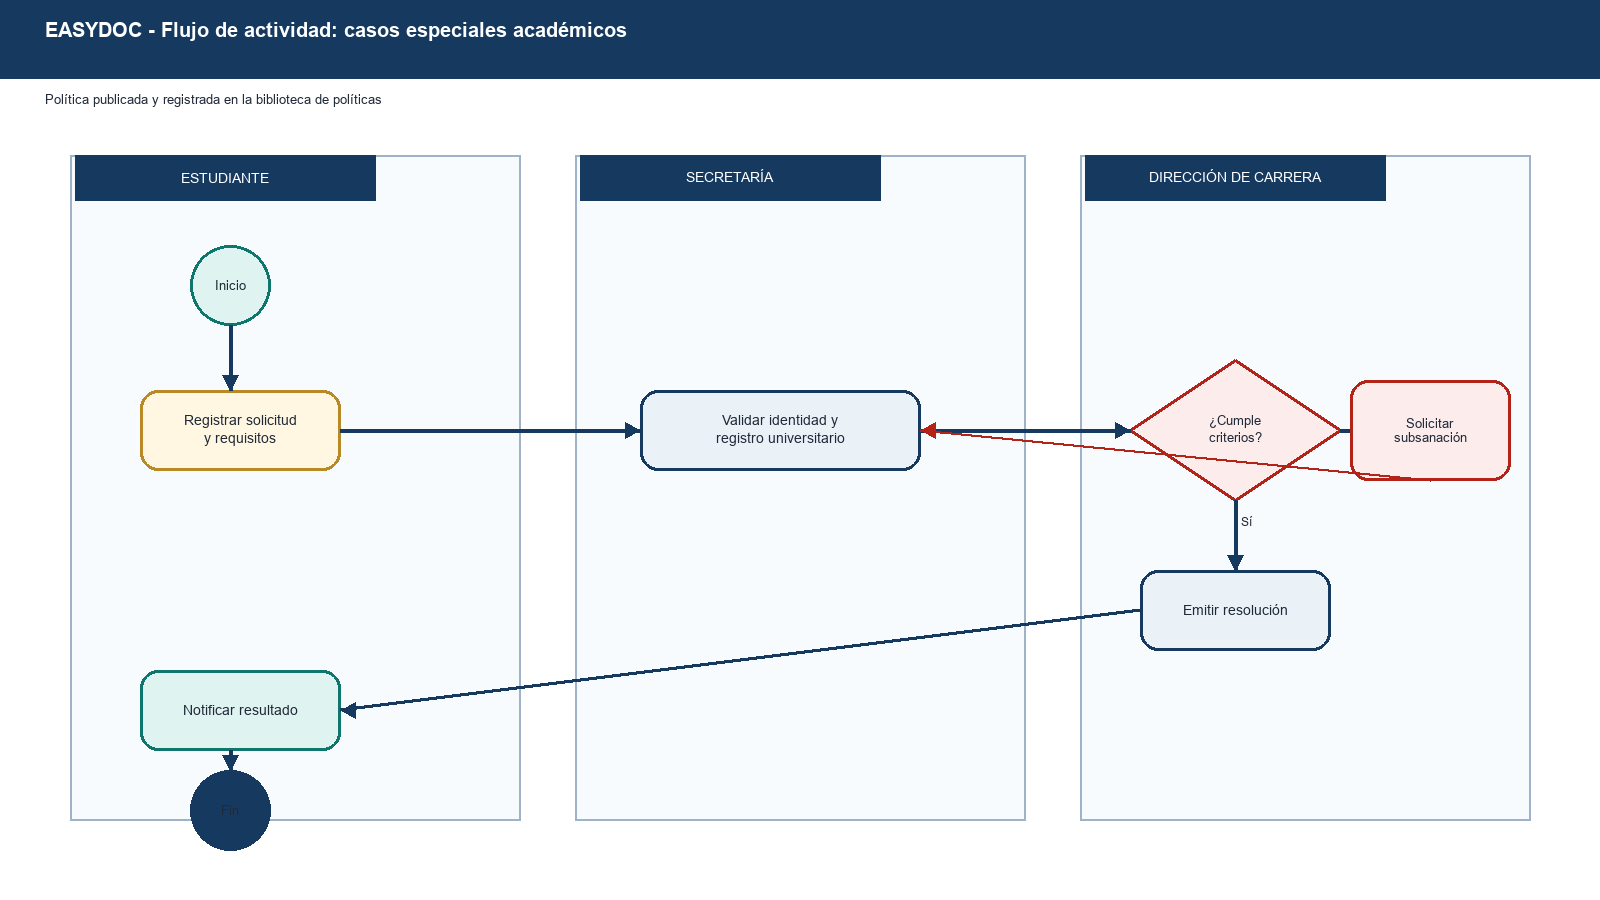 EASYDOC - Flujo de actividad: casos especiales académicos
Política publicada y registrada en la biblioteca de políticas
ESTUDIANTE
SECRETARÍA
DIRECCIÓN DE CARRERA
Inicio
Registrar solicitud
y requisitos
Validar identidad y
registro universitario
¿Cumple
criterios?
Solicitar
subsanación
Sí
Emitir resolución
Notificar resultado
Fin